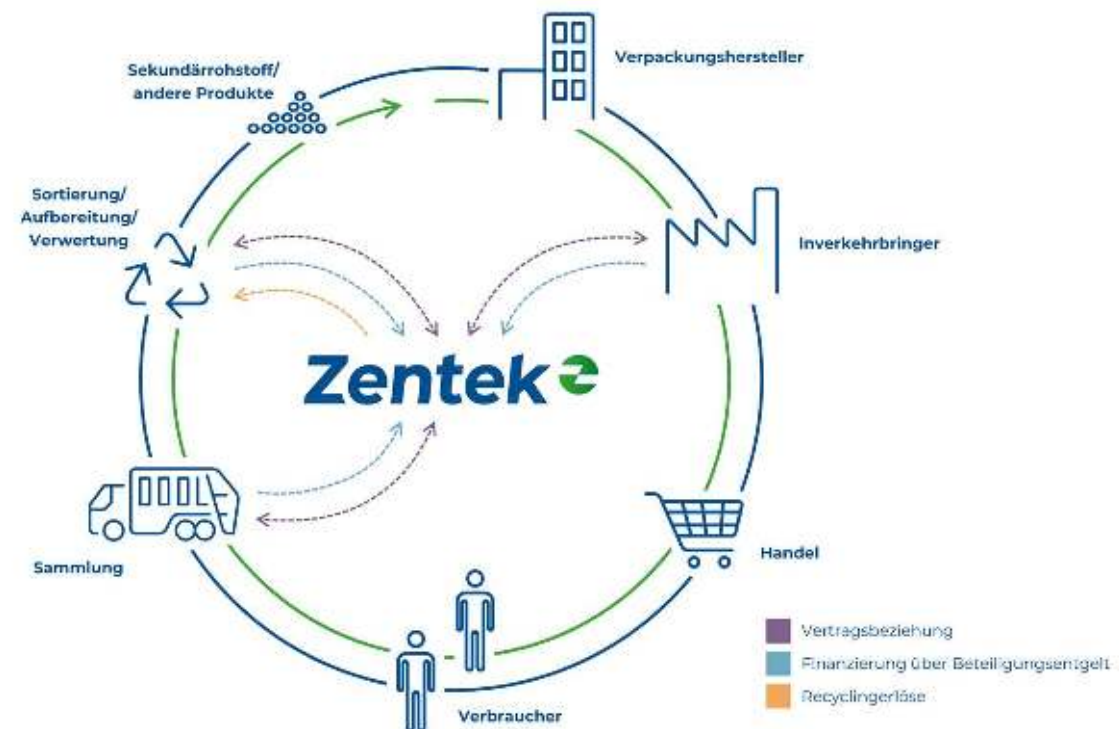 Verpackungshersteller
Sekundärrohstoff/
andere Produkte
Sortierung/
Aufbereitung/
Verwertung
Inverkehrbringer
Zentek
Sammlung
Handel
Verbraucher
Vertragsbeziehung
Finanzierung über Beteiligungsentgelt
Recyclingerlöse